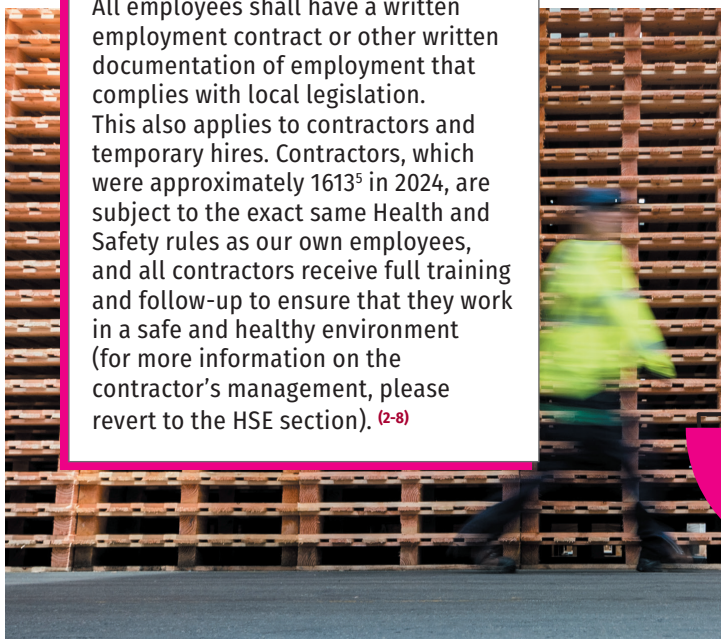 All employees shall have a written
employment contract or other written
documentation of employment that
complies with local legislation.
This also applies to contractors and
temporary hires. Contractors, which
were approximately 1613⁵ in 2024, are
subject to the exact same Health and
Safety rules as our own employees,
and all contractors receive full training
and follow-up to ensure that they work
in a safe and healthy environment
(for more information on the
contractor’s management, please
revert to the HSE section). (2-8)